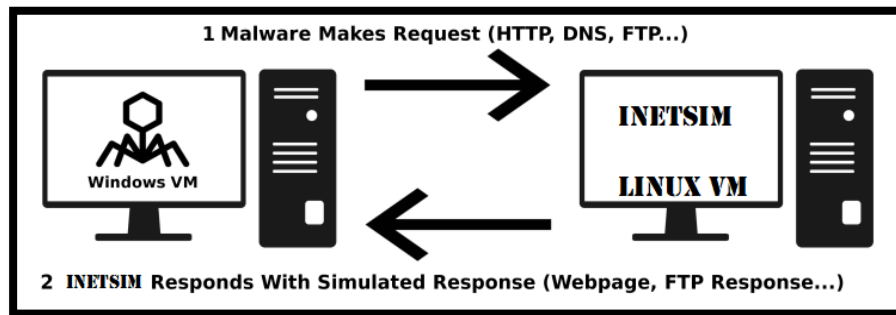 1 Malware Makes Request (HTTP, DNS, FTP...)
Windows VM
INETSIM
LINUX VM
2 INETSIM Responds With Simulated Response (Webpage, FTP Response...)